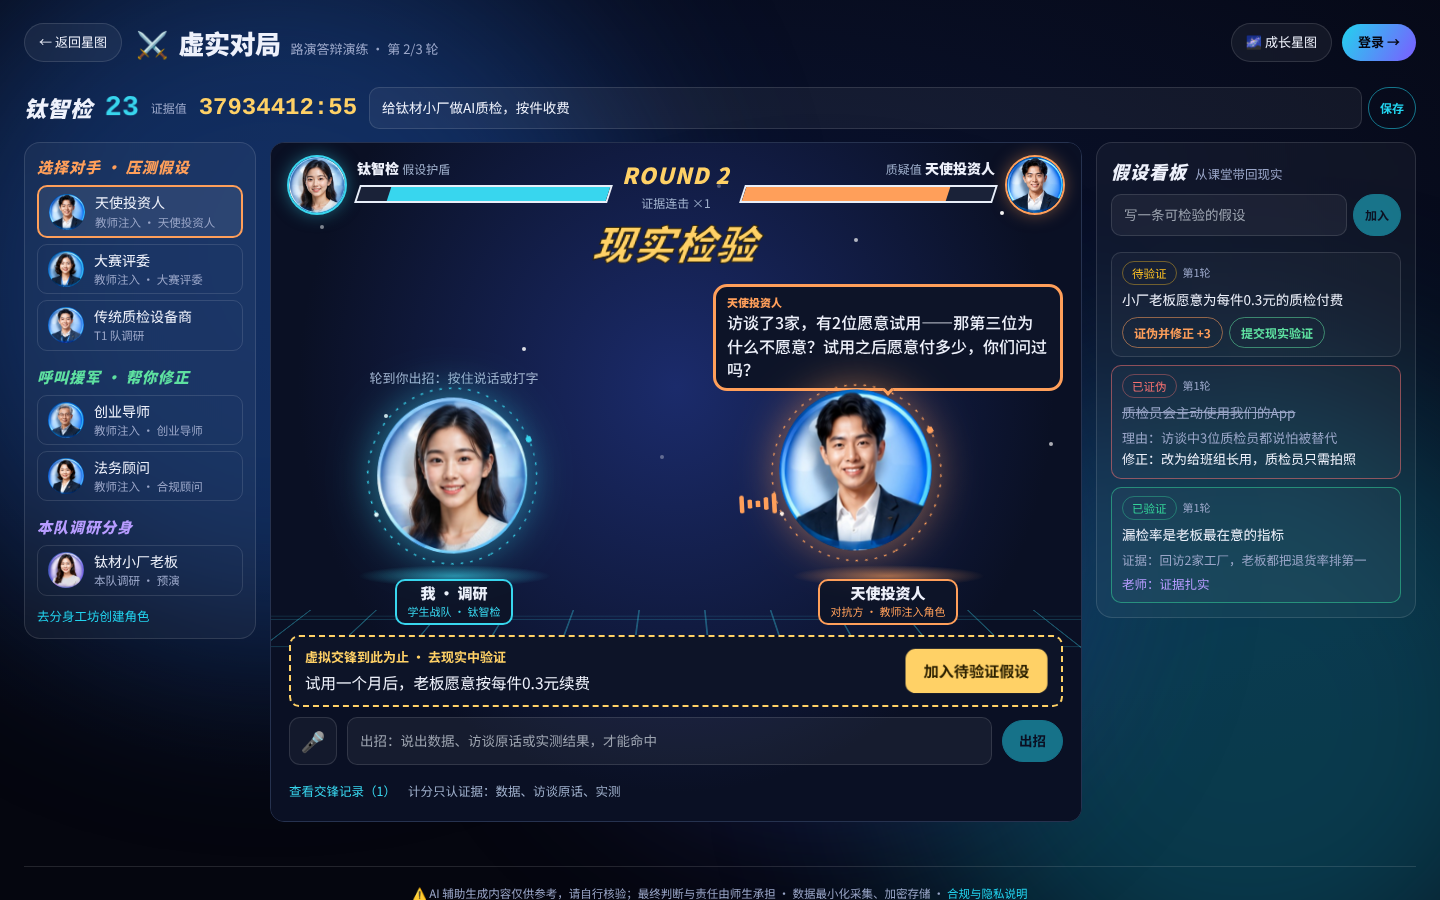 ← 返回星图
⚔️ 虚实对局 路演答辩演练 · 第 2/3 轮
🌌 成长星图
登录 →
钛智检 23 证据值 37934412:55
给钛材小厂做AI质检，按件收费
保存
选择对手 · 压测假设
天使投资人
教师注入 · 天使投资人
大赛评委
教师注入 · 大赛评委
传统质检设备商
T1 队调研
呼叫援军 · 帮你修正
创业导师
教师注入 · 创业导师
法务顾问
教师注入 · 合规顾问
本队调研分身
钛材小厂老板
本队调研 · 预演
去分身工坊创建角色
钛智检 假设护盾
ROUND 2
证据连击 ×1
质疑值 天使投资人
现实检验
天使投资人
访谈了3家，有2位愿意试用——那第三位为
什么不愿意？试用之后愿意付多少，你们问过
吗？
轮到你出招：按住说话或打字
我 · 调研
学生战队 · 钛智检
天使投资人
对抗方 · 教师注入角色
虚拟交锋到此为止 · 去现实中验证
试用一个月后，老板愿意按每件0.3元续费
加入待验证假设
🎤
出招：说出数据、访谈原话或实测结果，才能命中
出招
查看交锋记录（1） 计分只认证据：数据、访谈原话、实测
假设看板 从课堂带回现实
写一条可检验的假设
加入
待验证 第1轮
小厂老板愿意为每件0.3元的质检付费
证伪并修正 +3
提交现实验证
已证伪 第1轮
质检员会主动使用我们的App
理由：访谈中3位质检员都说怕被替代
修正：改为给班组长用，质检员只需拍照
已验证 第1轮
漏检率是老板最在意的指标
证据：回访2家工厂，老板都把退货率排第一
老师：证据扎实
⚠️ AI 辅助生成内容仅供参考，请自行核验；最终判断与责任由师生承担 · 数据最小化采集、加密存储 · 合规与隐私说明